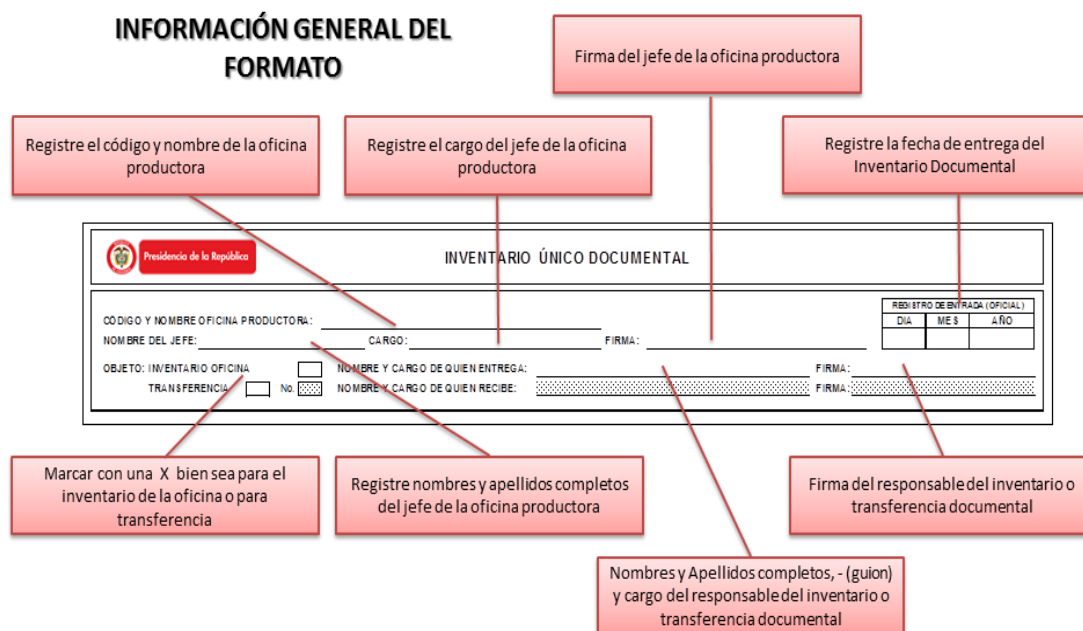 INFORMACIÓN GENERAL DEL
FORMATO
Firma del jefe de la oficina productora
Registre el código y nombre de la oficina
productora
Registre el cargo del jefe de la oficina
productora
Registre la fecha de entrega del
Inventario Documental
Presidencia de la República
INVENTARIO ÚNICO DOCUMENTAL
REGISTRO DE ENTRADA (OFICIAL)
DIA MES AÑO
CÓDIGO Y NOMBRE OFICINA PRODUCTORA:
NOMBRE DEL JEFE: CARGO: FIRMA:
OBJETO: INVENTARIO OFICINA NOMBRE Y CARGO DE QUIEN ENTREGA: FIRMA:
TRANSFERENCIA No. NOMBRE Y CARGO DE QUIEN RECIBE: FIRMA:
Marcar con una X bien sea para el
inventario de la oficina o para
transferencia
Registre nombres y apellidos completos
del jefe de la oficina productora
Firma del responsable del inventario o
transferencia documental
Nombres y Apellidos completos, - (guion)
y cargo del responsable del inventario o
transferencia documental